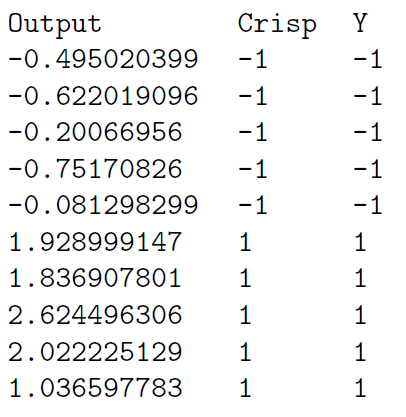 Output Crisp Y
-0.495020399 -1 -1
-0.622019096 -1 -1
-0.20066956 -1 -1
-0.75170826 -1 -1
-0.081298299 -1 -1
1.928999147 1 1
1.836907801 1 1
2.624496306 1 1
2.022225129 1 1
1.036597783 1 1